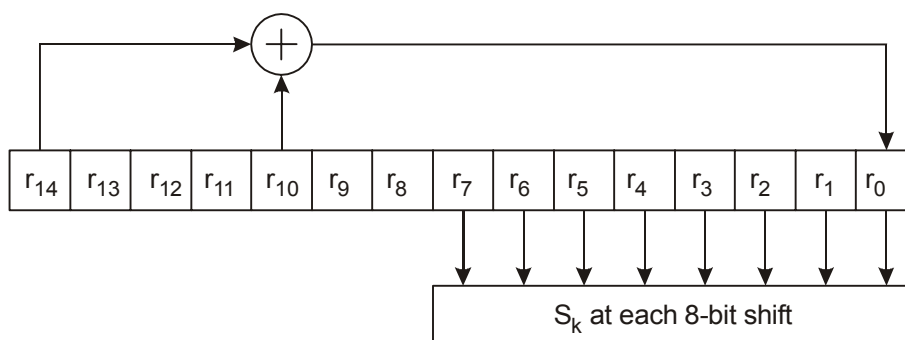 r14 r13 r12 r11 r10 r9 r8 r7 r6 r5 r4 r3 r2 r1 r0
Sk at each 8-bit shift